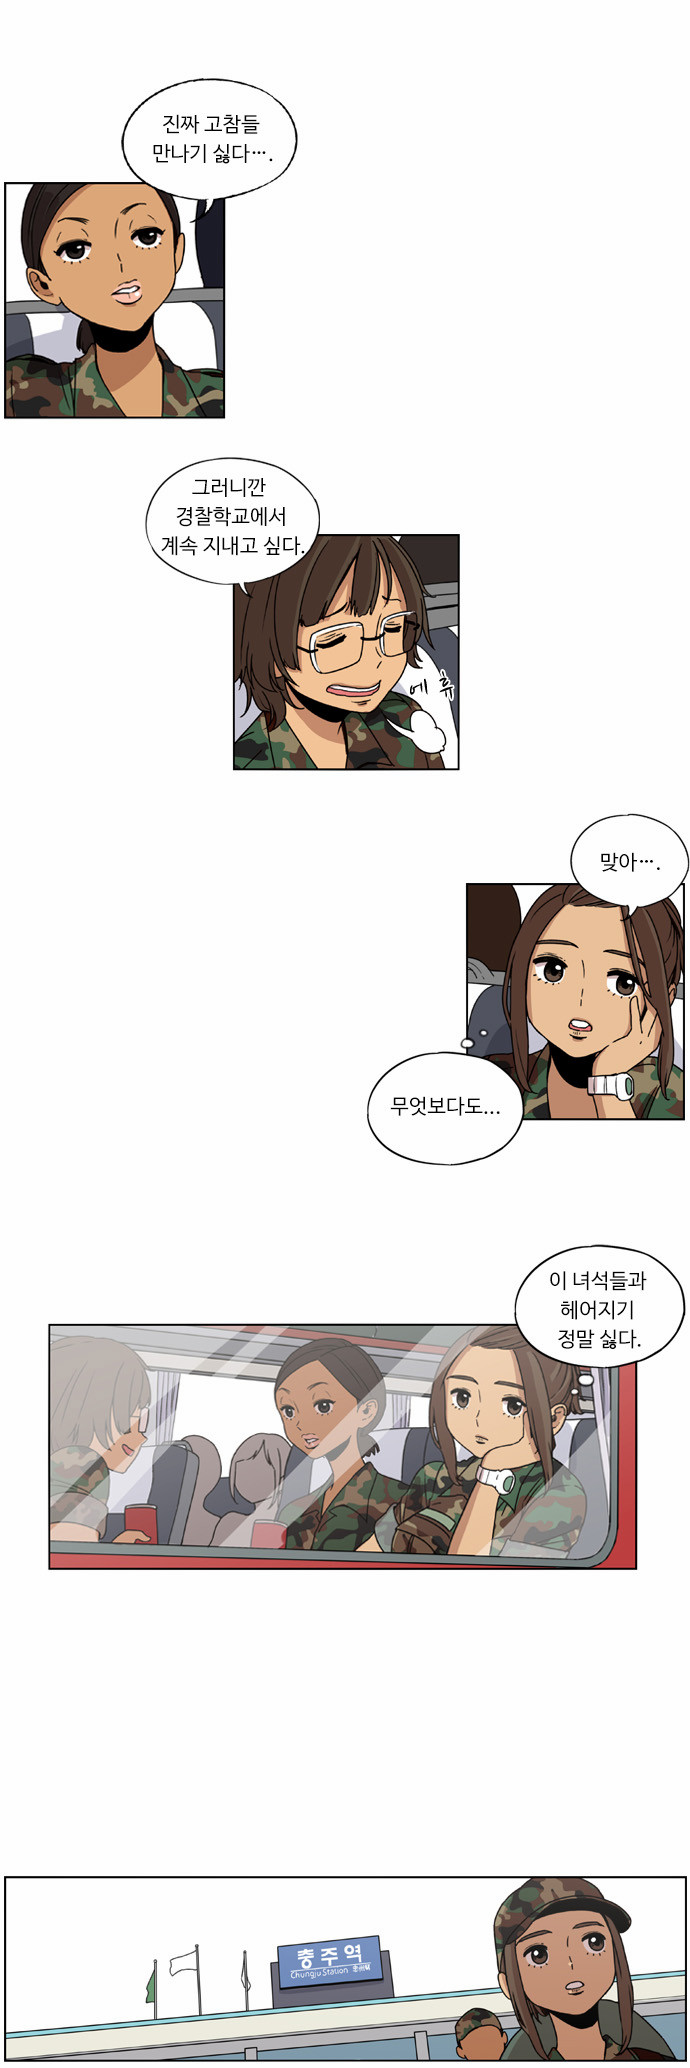 진짜 고참들
만나기 싫다···.
그러니깐
경찰학교에서
계속 지내고 싶다.
에휴
맞아···.
무엇보다도...
이 녀석들과
헤어지기
정말 싫다.
충주역
Chungju Station